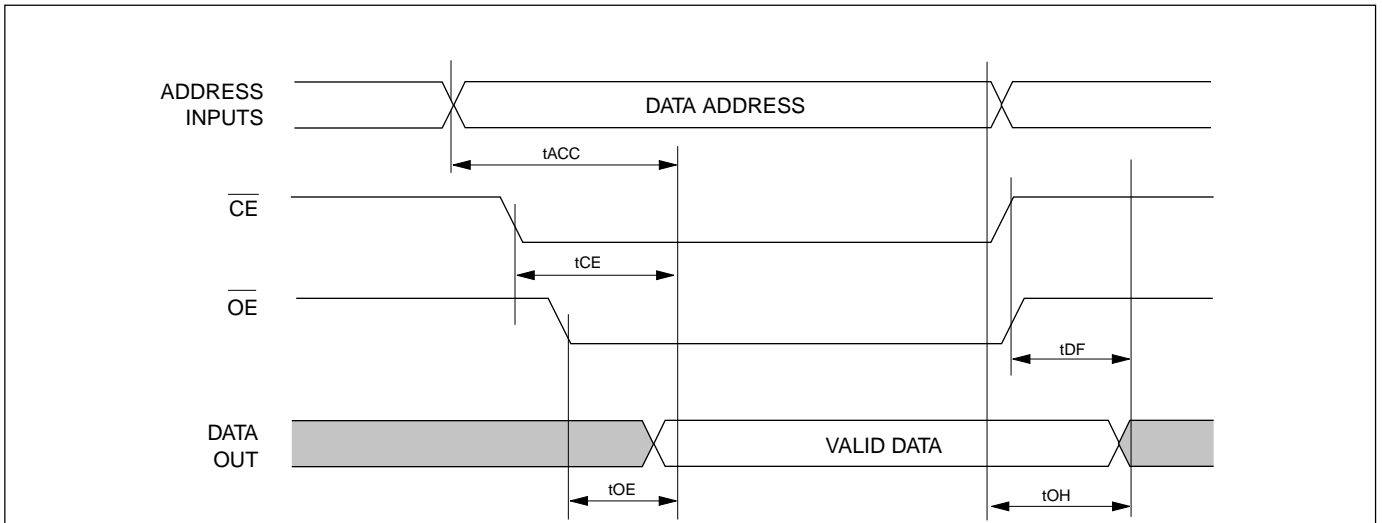 ADDRESS
INPUTS
DATA ADDRESS
tACC
CE
tCE
OE
tDF
DATA
OUT
VALID DATA
tOE
tOH